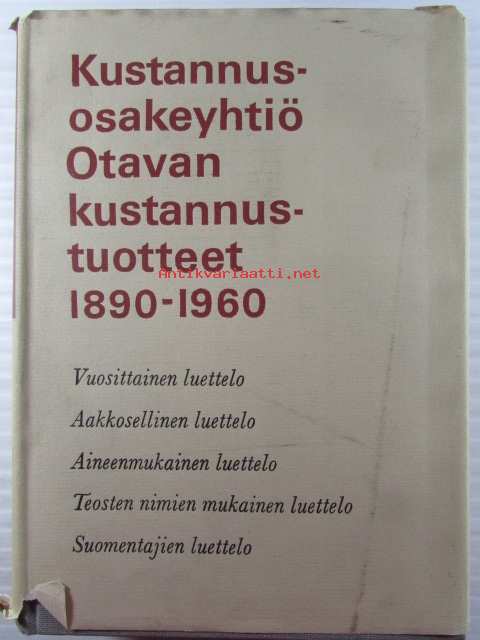 Kustannus-
osakeyhtiö
Otavan
kustannus-
tuotteet
Antikvariaatti.net
1890-1960
Vuosittainen luettelo
Aakkosellinen luettelo
Aineenmukainen luettelo
Teosten nimien mukainen luettelo
Suomentajien luettelo